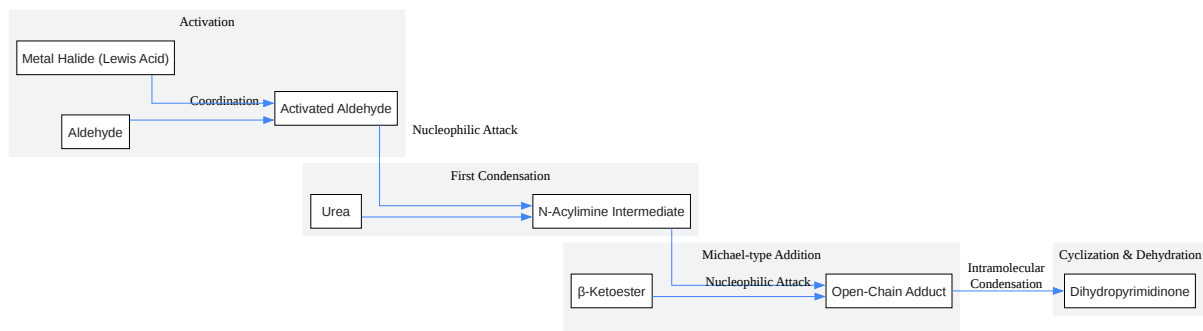 Activation
Metal Halide (Lewis Acid)
Coordination
Activated Aldehyde
Aldehyde
Nucleophilic Attack
First Condensation
Urea
N-Acylimine Intermediate
Michael-type Addition
β-Ketoester
Nucleophilic Attack
Open-Chain Adduct
Intramolecular
Condensation
Cyclization & Dehydration
Dihydropyrimidinone